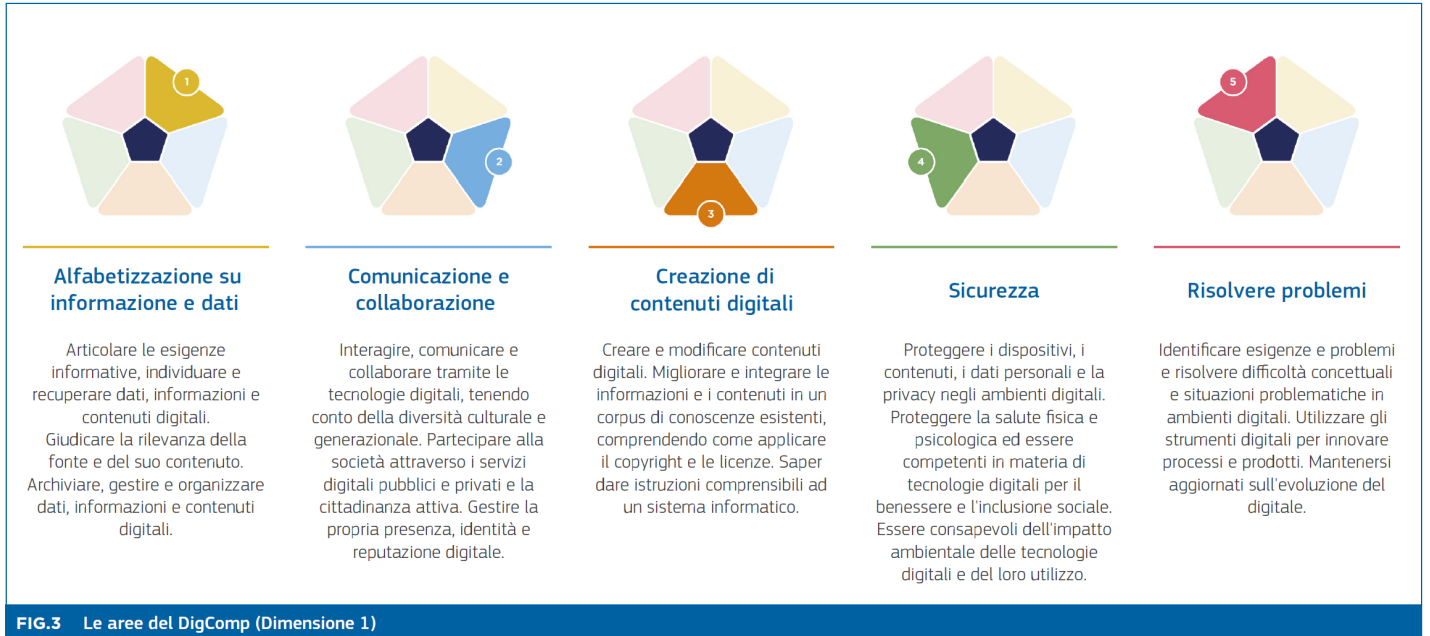 1
2
3
4
5
Alfabetizzazione su
informazione e dati
Articolare le esigenze
informative, individuare e
recuperare dati, informazioni e
contenuti digitali.
Giudicare la rilevanza della
fonte e del suo contenuto.
Archiviare, gestire e organizzare
dati, informazioni e contenuti
digitali.
Comunicazione e
collaborazione
Interagire, comunicare e
collaborare tramite le
tecnologie digitali, tenendo
conto della diversità culturale e
generazionale. Partecipare alla
società attraverso i servizi
digitali pubblici e privati e la
cittadinanza attiva. Gestire la
propria presenza, identità e
reputazione digitale.
Creazione di
contenuti digitali
Creare e modificare contenuti
digitali. Migliorare e integrare le
informazioni e i contenuti in un
corpus di conoscenze esistenti,
comprendendo come applicare
il copyright e le licenze. Saper
dare istruzioni comprensibili ad
un sistema informatico.
Sicurezza
Proteggere i dispositivi, i
contenuti, i dati personali e la
privacy negli ambienti digitali.
Proteggere la salute fisica e
psicologica ed essere
competenti in materia di
tecnologie digitali per il
benessere e l'inclusione sociale.
Essere consapevoli dell'impatto
ambientale delle tecnologie
digitali e del loro utilizzo.
Risolvere problemi
Identificare esigenze e problemi
e risolvere difficoltà concettuali
e situazioni problematiche in
ambienti digitali. Utilizzare gli
strumenti digitali per innovare
processi e prodotti. Mantenersi
aggiornati sull'evoluzione del
digitale.
FIG.3 Le aree del DigComp (Dimensione 1)